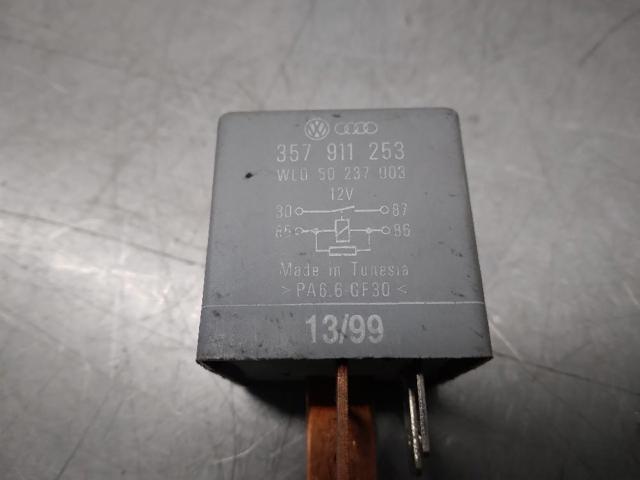 357 911 253
WLO 50 237 003
12V
30 87
85 86
Made in Tunesia
> PA6.6-GF30 <
13/99